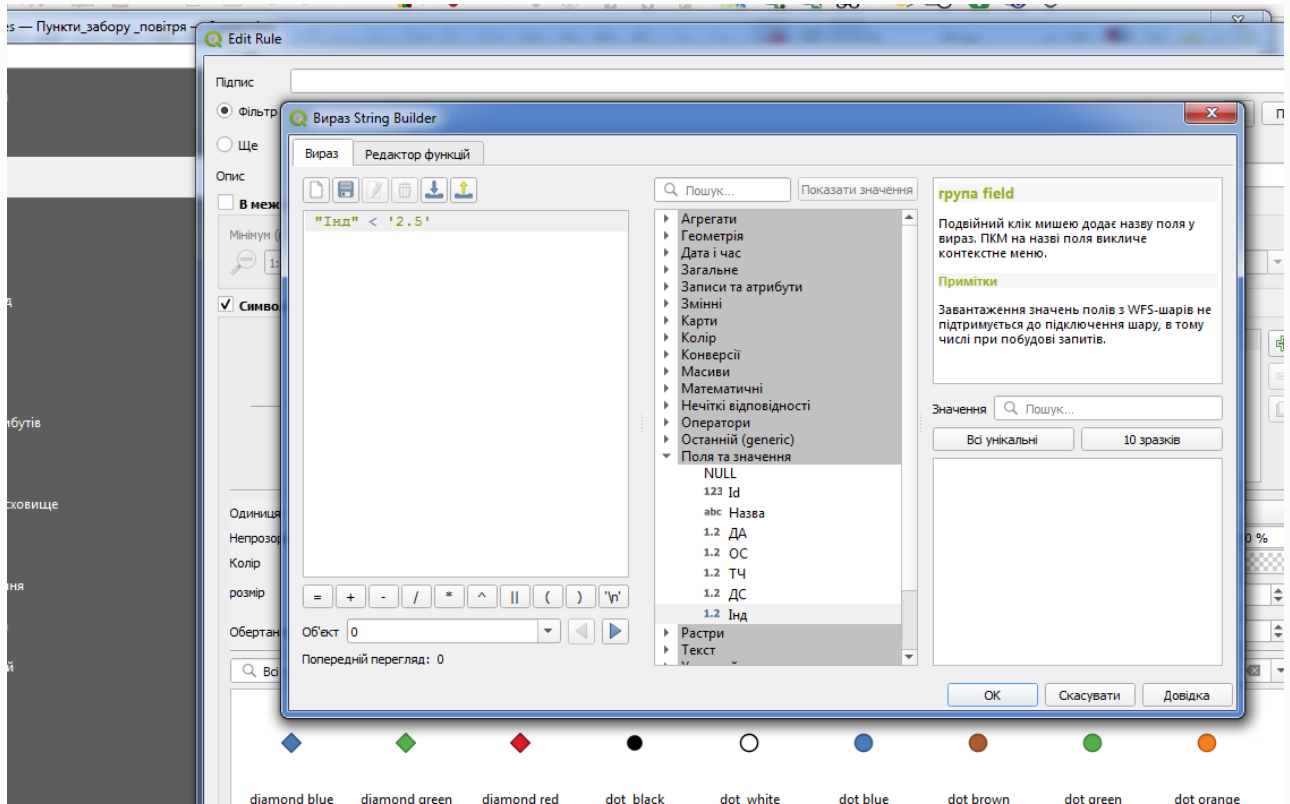 es — Пункти_забору _повітря —
Edit Rule
Підпис
Фільтр
Ще
Опис
В меж
Мінімум (
1:
Симво
Одиниця
Непрозор
Колір
розмір
Обертан
Всі
Вираз String Builder
Вираз
Редактор функцій
"Інд" < '2.5'
= + - / * ^ || ( ) '\n'
Об'єкт 0
Попередній перегляд: 0
Пошук...
Показати значення
Агрегати
Геометрія
Дата і час
Загальне
Записи та атрибути
Змінні
Карти
Колір
Конверсії
Масиви
Математичні
Нечіткі відповідності
Оператори
Останній (generic)
Поля та значення
NULL
123 Id
abc Назва
1.2 ДА
1.2 ОС
1.2 ТЧ
1.2 ДС
1.2 Інд
Растри
Текст
група field
Подвійний клік мишею додає назву поля у
вираз. ПКМ на назві поля викличе
контекстне меню.
Примітки
Завантаження значень полів з WFS-шарів не
підтримується до підключення шару, в тому
числі при побудові запитів.
Значення
Пошук...
Всі унікальні
10 зразків
OK
Скасувати
Довідка
0 %
ибутів
сховище
ня
й
diamond blue
diamond green
diamond red
dot black
dot white
dot blue
dot brown
dot green
dot orange